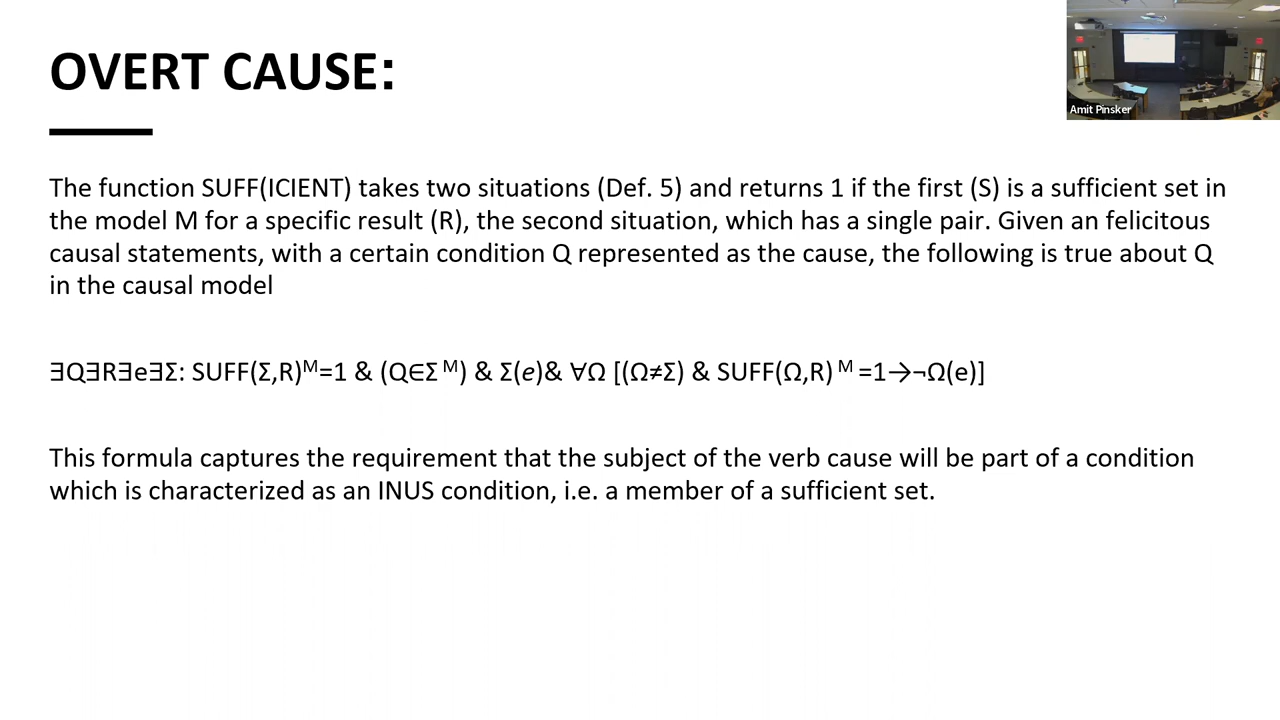 OVERT CAUSE:
Amit Pinsker
The function SUFF(ICIENT) takes two situations (Def. 5) and returns 1 if the first (S) is a sufficient set in
the model M for a specific result (R), the second situation, which has a single pair. Given an felicitous
causal statements, with a certain condition Q represented as the cause, the following is true about Q
in the causal model
∃Q∃R∃e∃Σ: SUFF(Σ,R)ᴹ=1 & (Q∈Σ ᴹ) & Σ(e)& ∀Ω [(Ω≠Σ) & SUFF(Ω,R) ᴹ =1→¬Ω(e)]
This formula captures the requirement that the subject of the verb cause will be part of a condition
which is characterized as an INUS condition, i.e. a member of a sufficient set.